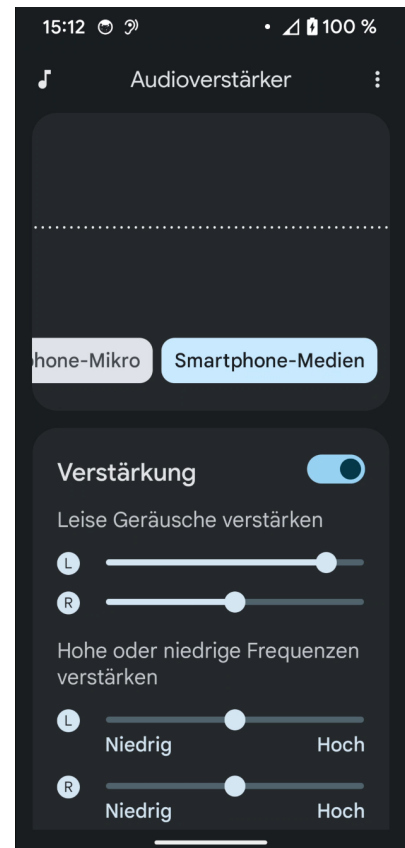 15:12 100 %
Audioverstärker
hone-Mikro Smartphone-Medien
Verstärkung
Leise Geräusche verstärken
L
R
Hohe oder niedrige Frequenzen
verstärken
L
Niedrig Hoch
R
Niedrig Hoch